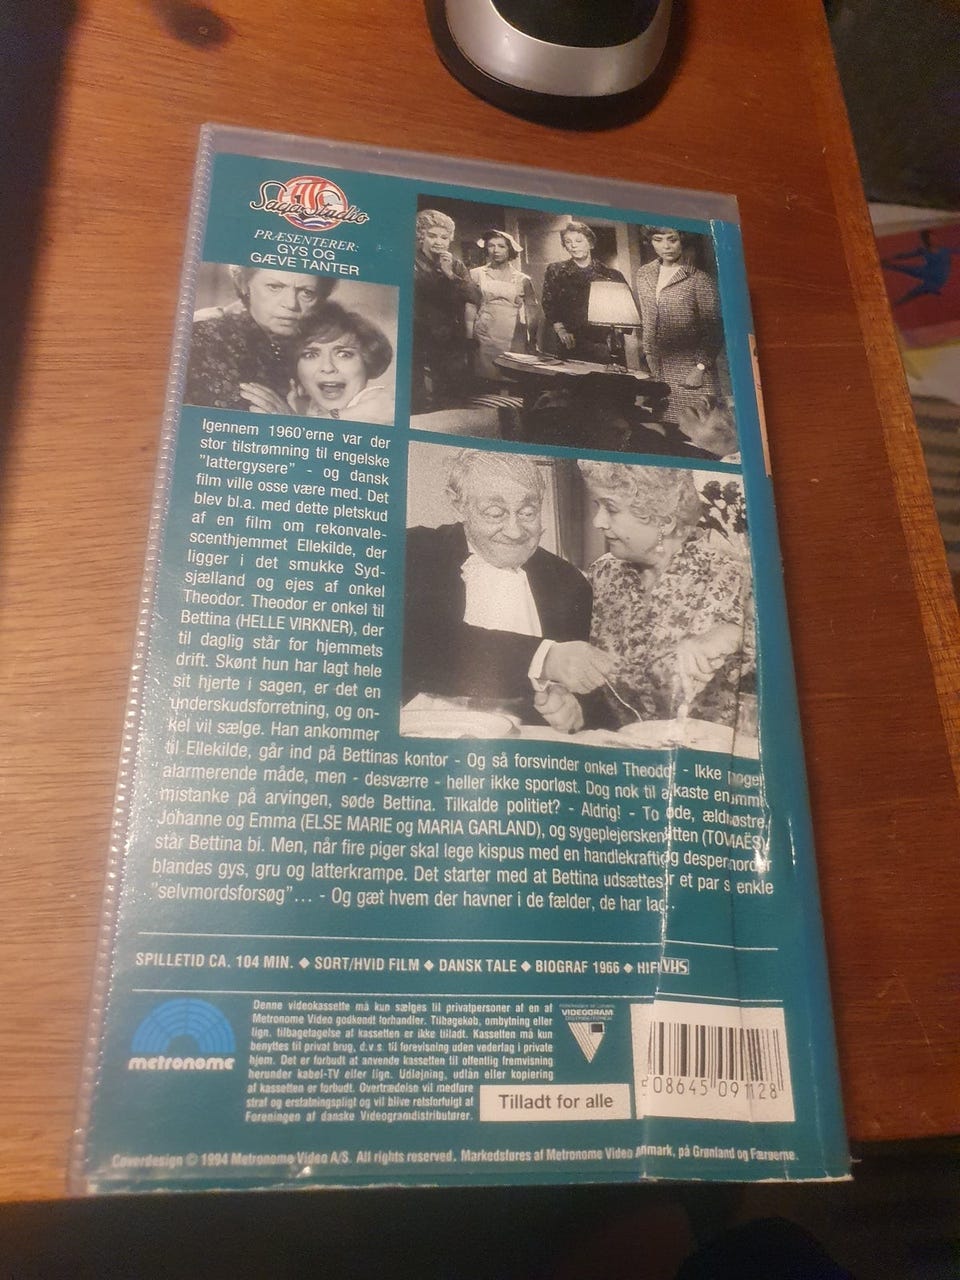 Saga Studio
PRÆSENTERER:
GYS OG
GÆVE TANTER
Igennem 1960'erne var der
stor tilstrømning til engelske
"lattergysere" - og dansk
film ville osse være med. Det
blev bl.a. med dette pletskud
af en film om rekonvale-
scenthjemmet Ellekilde, der
ligger i det smukke Syd-
sjælland og ejes af onkel
Theodor. Theodor er onkel til
Bettina (HELLE VIRKNER), der
til daglig står for hjemmets
drift. Skønt hun har lagt hele
sit hjerte i sagen, er det en
underskudsforretning, og on-
kel vil sælge. Han ankommer
til Ellekilde, går ind på Bettinas kontor - Og så forsvinder onkel - Ikke
alarmerende måde, men - desværre - heller ikke sporløst. Dog nok til at kaste
mistanke på arvingen, søde Bettina. Tilkalde politiet? - Aldrig! - To
Johanne og Emma (ELSE MARIE og MARIA GARLAND), og
står Bettina bi. Men, når fire piger skal lege kispus med en
blandes gys, gru og latterkrampe. Det starter med at Bettina udsættes et par
"selvmordsforsøg"... - Og gæt hvem der havner i de fælder, de har
SPILLETID CA. 104 MIN. ◆ SORT/HVID FILM ◆ DANSK TALE ◆ BIOGRAF 1966 ◆ HIFI VHS
metronome
Denne videokassette må kun sælges til privatpersoner af en af
Metronome Video godkendt forhandler. Tilbagekøb, ombytning eller
lign. tilbagetagelse af kassetten er ikke tilladt. Kassetten må kun
benyttes til privat brug, d.v.s. til forevisning uden vederlag i private
hjem. Det er forbudt at anvende kassetten til offentlig fremvisning
herunder kabel-TV eller lign. Udlejning, udlån eller kopiering
af kassetten er forbudt. Overtrædelse vil medføre
straf og erstatningspligt og vil blive retsforfulgt af
Foreningen af danske Videogramdistributører.
VIDEOGRAM
Tilladt for alle
08645 09 128
Coverdesign © 1994 Metronome Video A/S. All rights reserved. Markedsføres af Metronome Video på Grønland og Færøerne.